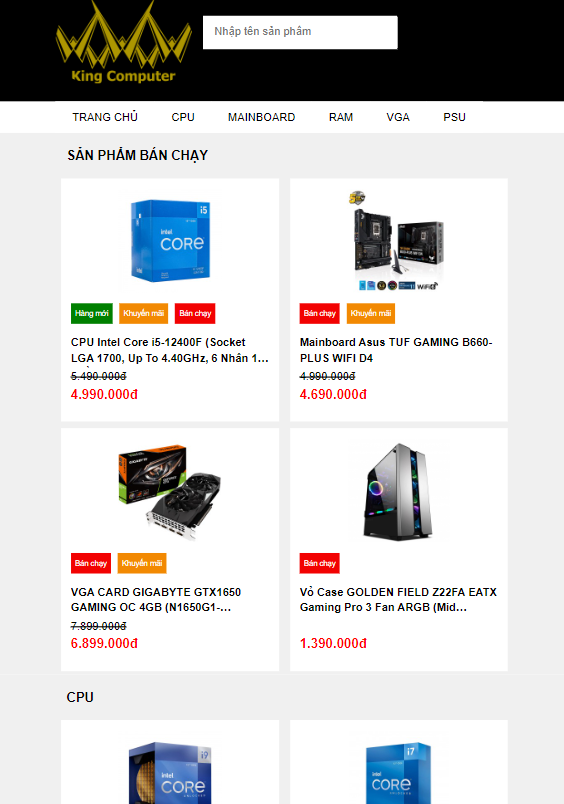 King Computer
Nhập tên sản phẩm
TRANG CHỦ CPU MAINBOARD RAM VGA PSU
SẢN PHẨM BÁN CHẠY
i5
intel
CORE
WiFi
Hàng mới Khuyến mãi Bán chạy
Bán chạy Khuyến mãi
CPU Intel Core i5-12400F (Socket
LGA 1700, Up To 4.40GHz, 6 Nhân 1...
5.490.000đ
4.990.000đ
Mainboard Asus TUF GAMING B660-
PLUS WIFI D4
4.990.000đ
4.690.000đ
GIGABYTE
Bán chạy Khuyến mãi
Bán chạy
VGA CARD GIGABYTE GTX1650
GAMING OC 4GB (N1650G1-...
7.899.000đ
6.899.000đ
Vỏ Case GOLDEN FIELD Z22FA EATX
Gaming Pro 3 Fan ARGB (Mid...
1.390.000đ
CPU
i9
intel
CORE
i7
intel
CORE